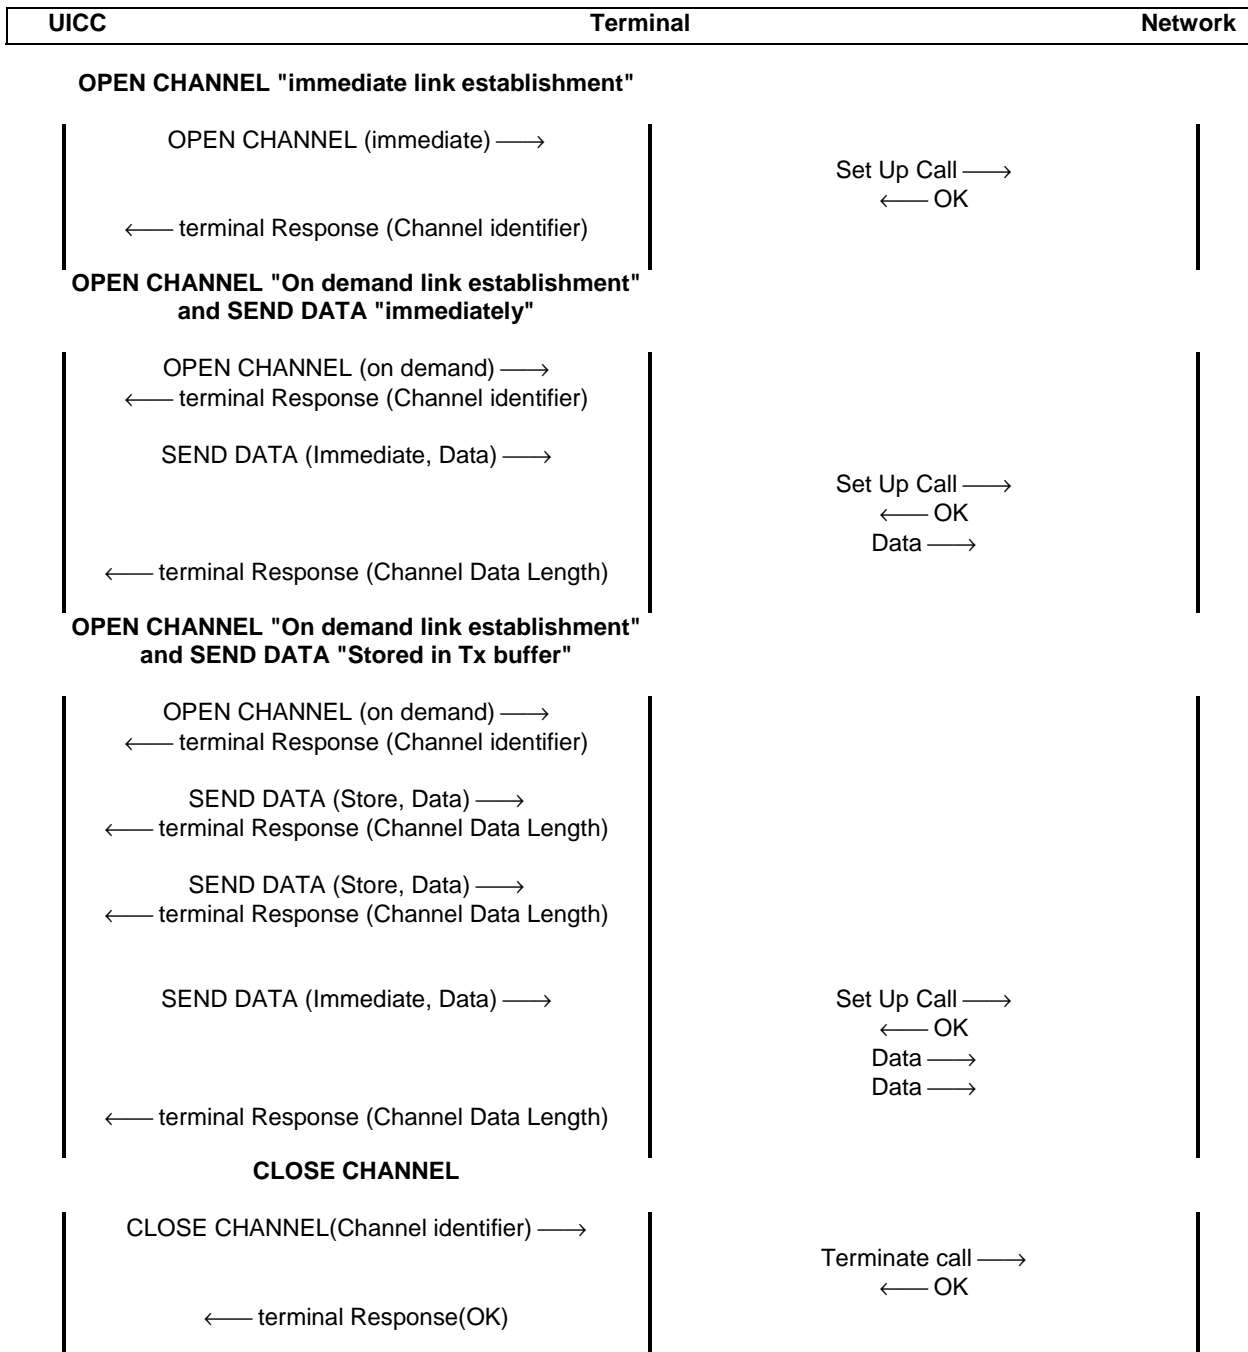 UICC Terminal Network
OPEN CHANNEL "immediate link establishment"
OPEN CHANNEL (immediate) ⟶
Set Up Call ⟶
⟵ OK
⟵ terminal Response (Channel identifier)
OPEN CHANNEL "On demand link establishment"
and SEND DATA "immediately"
OPEN CHANNEL (on demand) ⟶
⟵ terminal Response (Channel identifier)
SEND DATA (Immediate, Data) ⟶
Set Up Call ⟶
⟵ OK
Data ⟶
⟵ terminal Response (Channel Data Length)
OPEN CHANNEL "On demand link establishment"
and SEND DATA "Stored in Tx buffer"
OPEN CHANNEL (on demand) ⟶
⟵ terminal Response (Channel identifier)
SEND DATA (Store, Data) ⟶
⟵ terminal Response (Channel Data Length)
SEND DATA (Store, Data) ⟶
⟵ terminal Response (Channel Data Length)
SEND DATA (Immediate, Data) ⟶ Set Up Call ⟶
⟵ OK
Data ⟶
Data ⟶
⟵ terminal Response (Channel Data Length)
CLOSE CHANNEL
CLOSE CHANNEL(Channel identifier) ⟶
Terminate call ⟶
⟵ OK
⟵ terminal Response(OK)